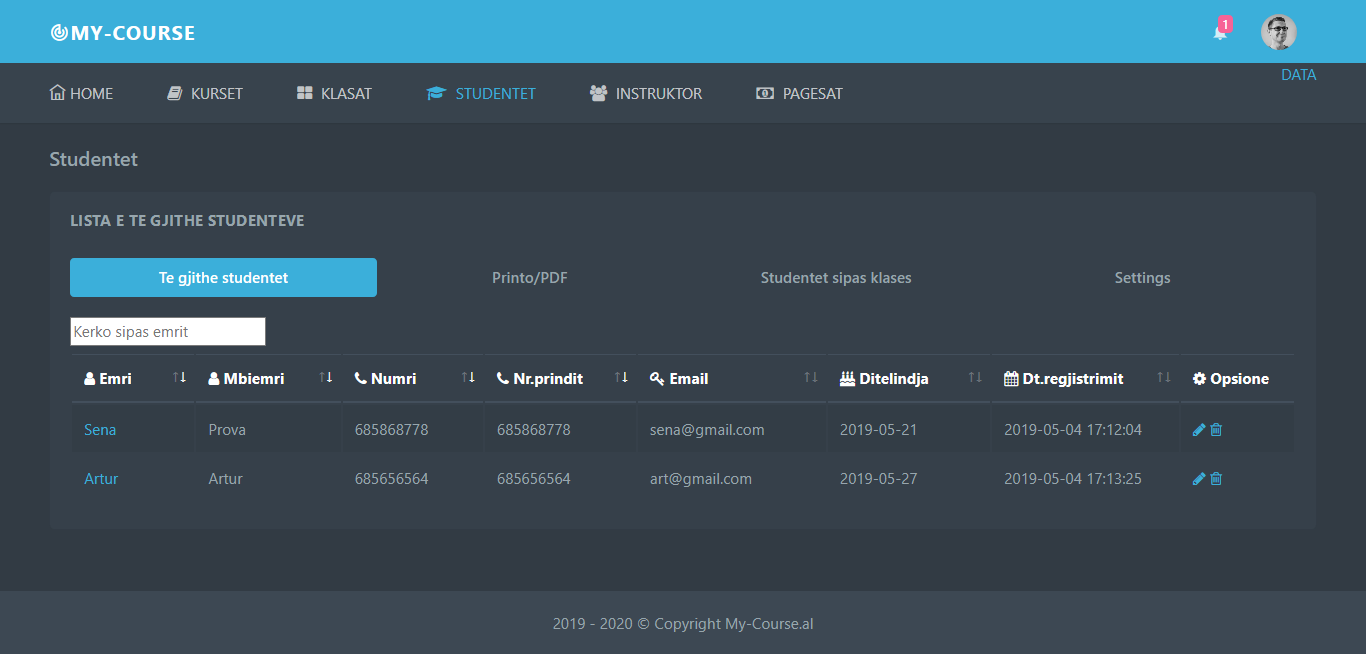 MY-COURSE
1
DATA
HOME KURSET KLASAT STUDENTET INSTRUKTOR PAGESAT
Studentet
LISTA E TE GJITHE STUDENTEVE
Te gjithe studentet Printo/PDF Studentet sipas klases Settings
Kerko sipas emrit
Emri Mbiemri Numri Nr.prindit Email Ditelindja Dt.regjistrimit Opsione
Sena Prova 685868778 685868778 sena@gmail.com 2019-05-21 2019-05-04 17:12:04
Artur Artur 685656564 685656564 art@gmail.com 2019-05-27 2019-05-04 17:13:25
2019 - 2020 © Copyright My-Course.al